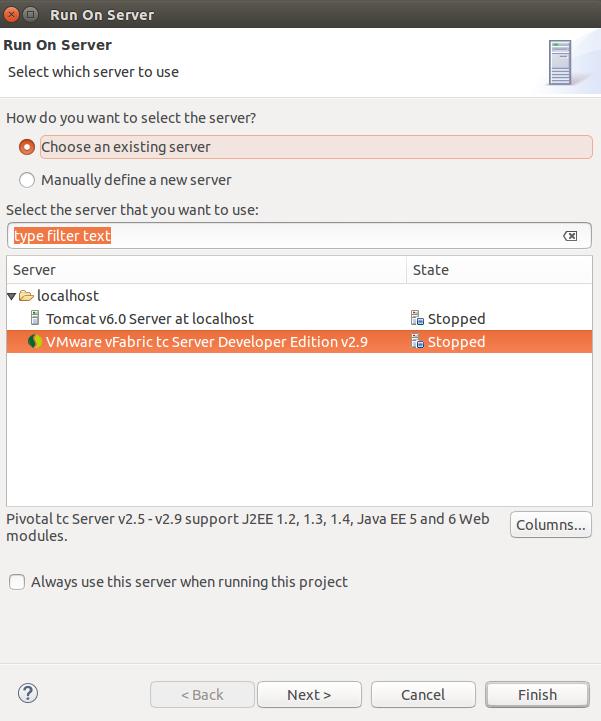 Run On Server
Run On Server
Select which server to use
How do you want to select the server?
Choose an existing server
Manually define a new server
Select the server that you want to use:
type filter text
Server State
localhost
Tomcat v6.0 Server at localhost Stopped
VMware vFabric tc Server Developer Edition v2.9 Stopped
Pivotal tc Server v2.5 - v2.9 support J2EE 1.2, 1.3, 1.4, Java EE 5 and 6 Web
modules.
Columns...
Always use this server when running this project
? < Back Next > Cancel Finish